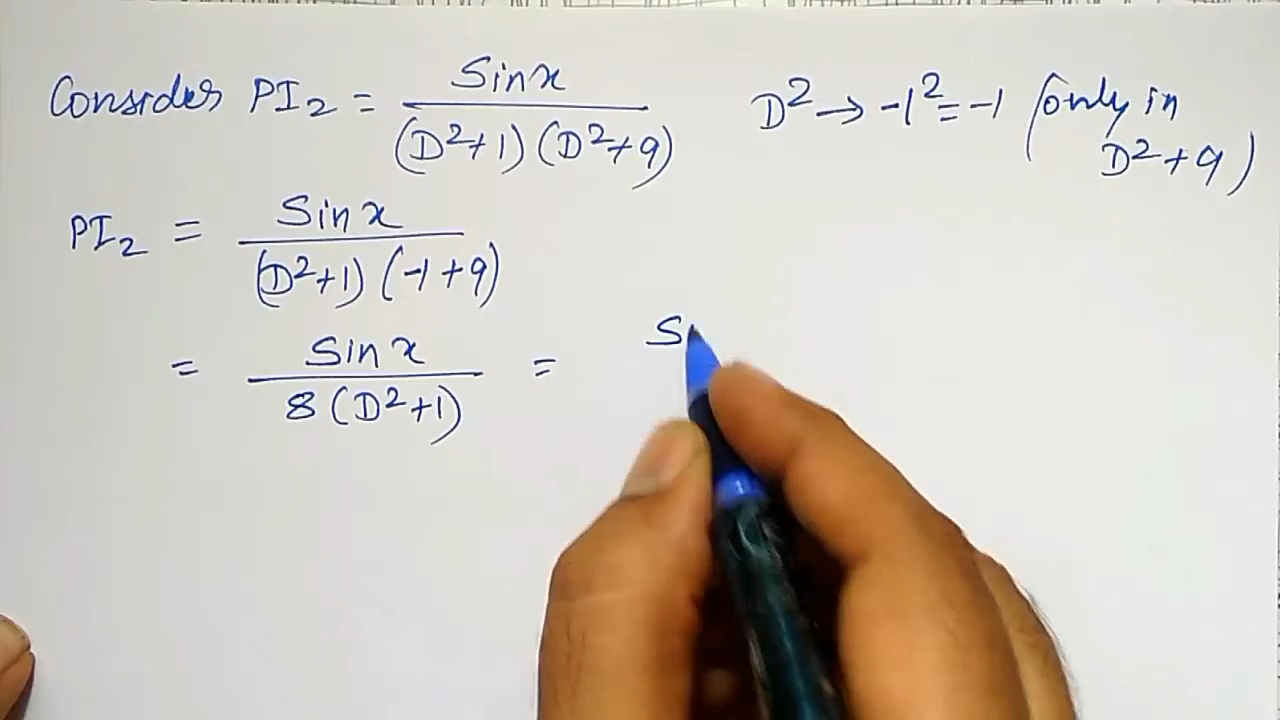 Consider PI₂ = Sinx / (D²+1)(D²+9)    D² → -1² = -1 (only in D²+9)
PI₂ = Sinx / (D²+1)(-1+9)
= Sinx / 8(D²+1) = S